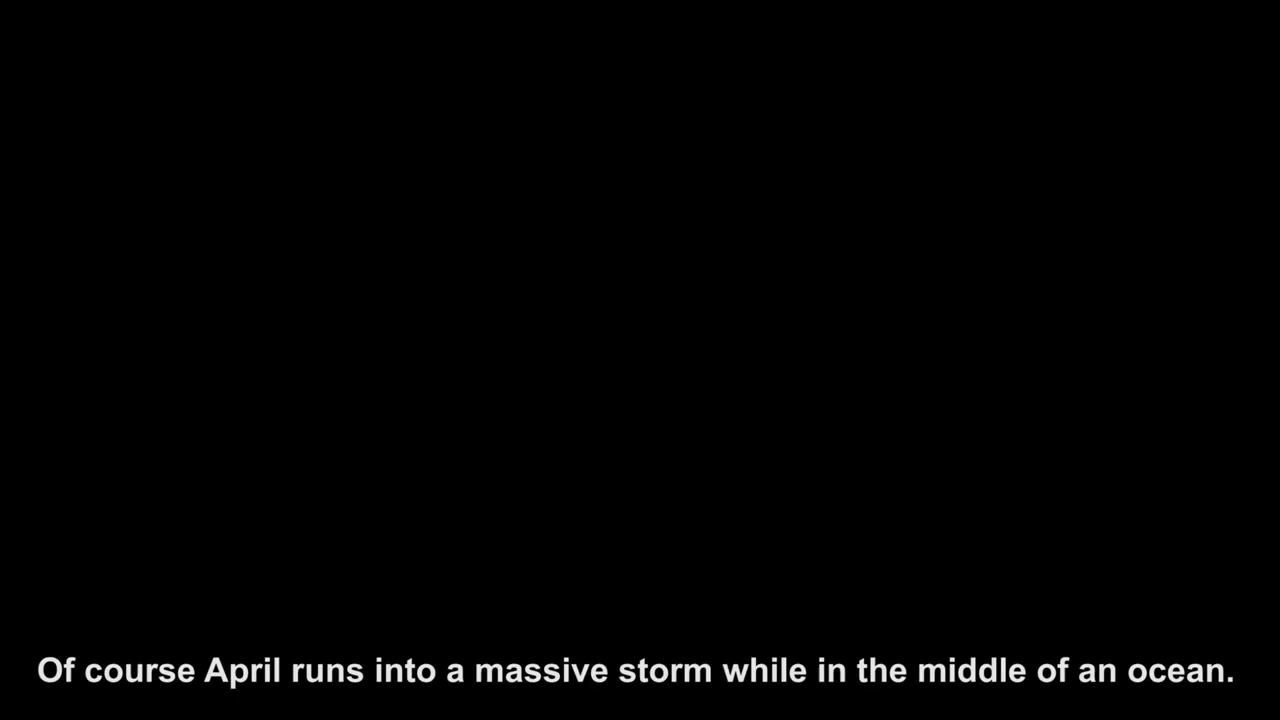 Of course April runs into a massive storm while in the middle of an ocean.